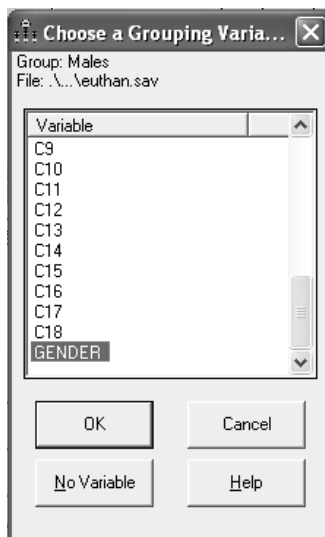 Choose a Grouping Varia...
Group: Males
File: .\...\euthan.sav
Variable
C9
C10
C11
C12
C13
C14
C15
C16
C17
C18
GENDER
OK Cancel
No Variable Help